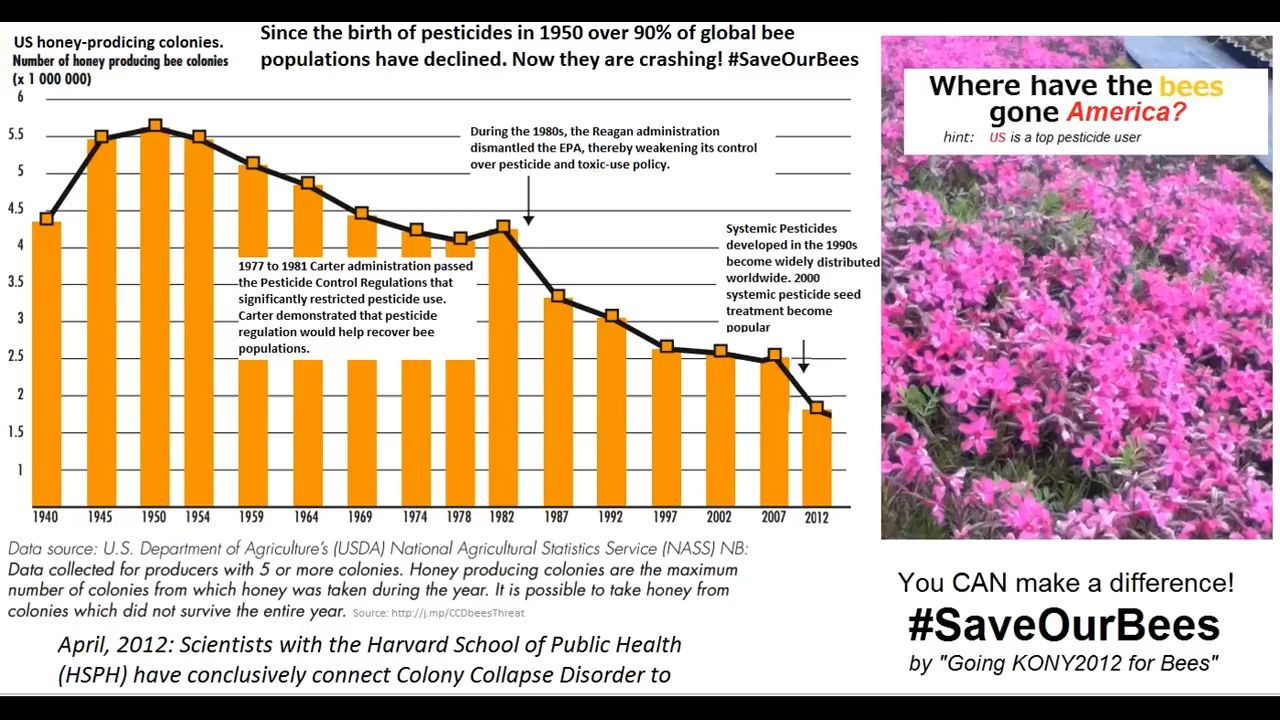 US honey-prodicing colonies.
Number of honey producing bee colonies
(x 1 000 000)
Since the birth of pesticides in 1950 over 90% of global bee
populations have declined. Now they are crashing! #SaveOurBees
6
5.5
5
4.5
4
3.5
3
2.5
2
1.5
1
During the 1980s, the Reagan administration
dismantled the EPA, thereby weakening its control
over pesticide and toxic-use policy.
1977 to 1981 Carter administration passed
the Pesticide Control Regulations that
significantly restricted pesticide use.
Carter demonstrated that pesticide
regulation would help recover bee
populations.
Systemic Pesticides
developed in the 1990s
become widely distributed
worldwide. 2000
systemic pesticide seed
treatment become
popular
1940 1945 1950 1954 1959 1964 1969 1974 1978 1982 1987 1992 1997 2002 2007 2012
Data source: U.S. Department of Agriculture's (USDA) National Agricultural Statistics Service (NASS) NB:
Data collected for producers with 5 or more colonies. Honey producing colonies are the maximum
number of colonies from which honey was taken during the year. It is possible to take honey from
colonies which did not survive the entire year. Source: http://j.mp/CCDbeesThreat
April, 2012: Scientists with the Harvard School of Public Health
(HSPH) have conclusively connect Colony Collapse Disorder to
Where have the bees
gone America?
hint: US is a top pesticide user
You CAN make a difference!
#SaveOurBees
by "Going KONY2012 for Bees"